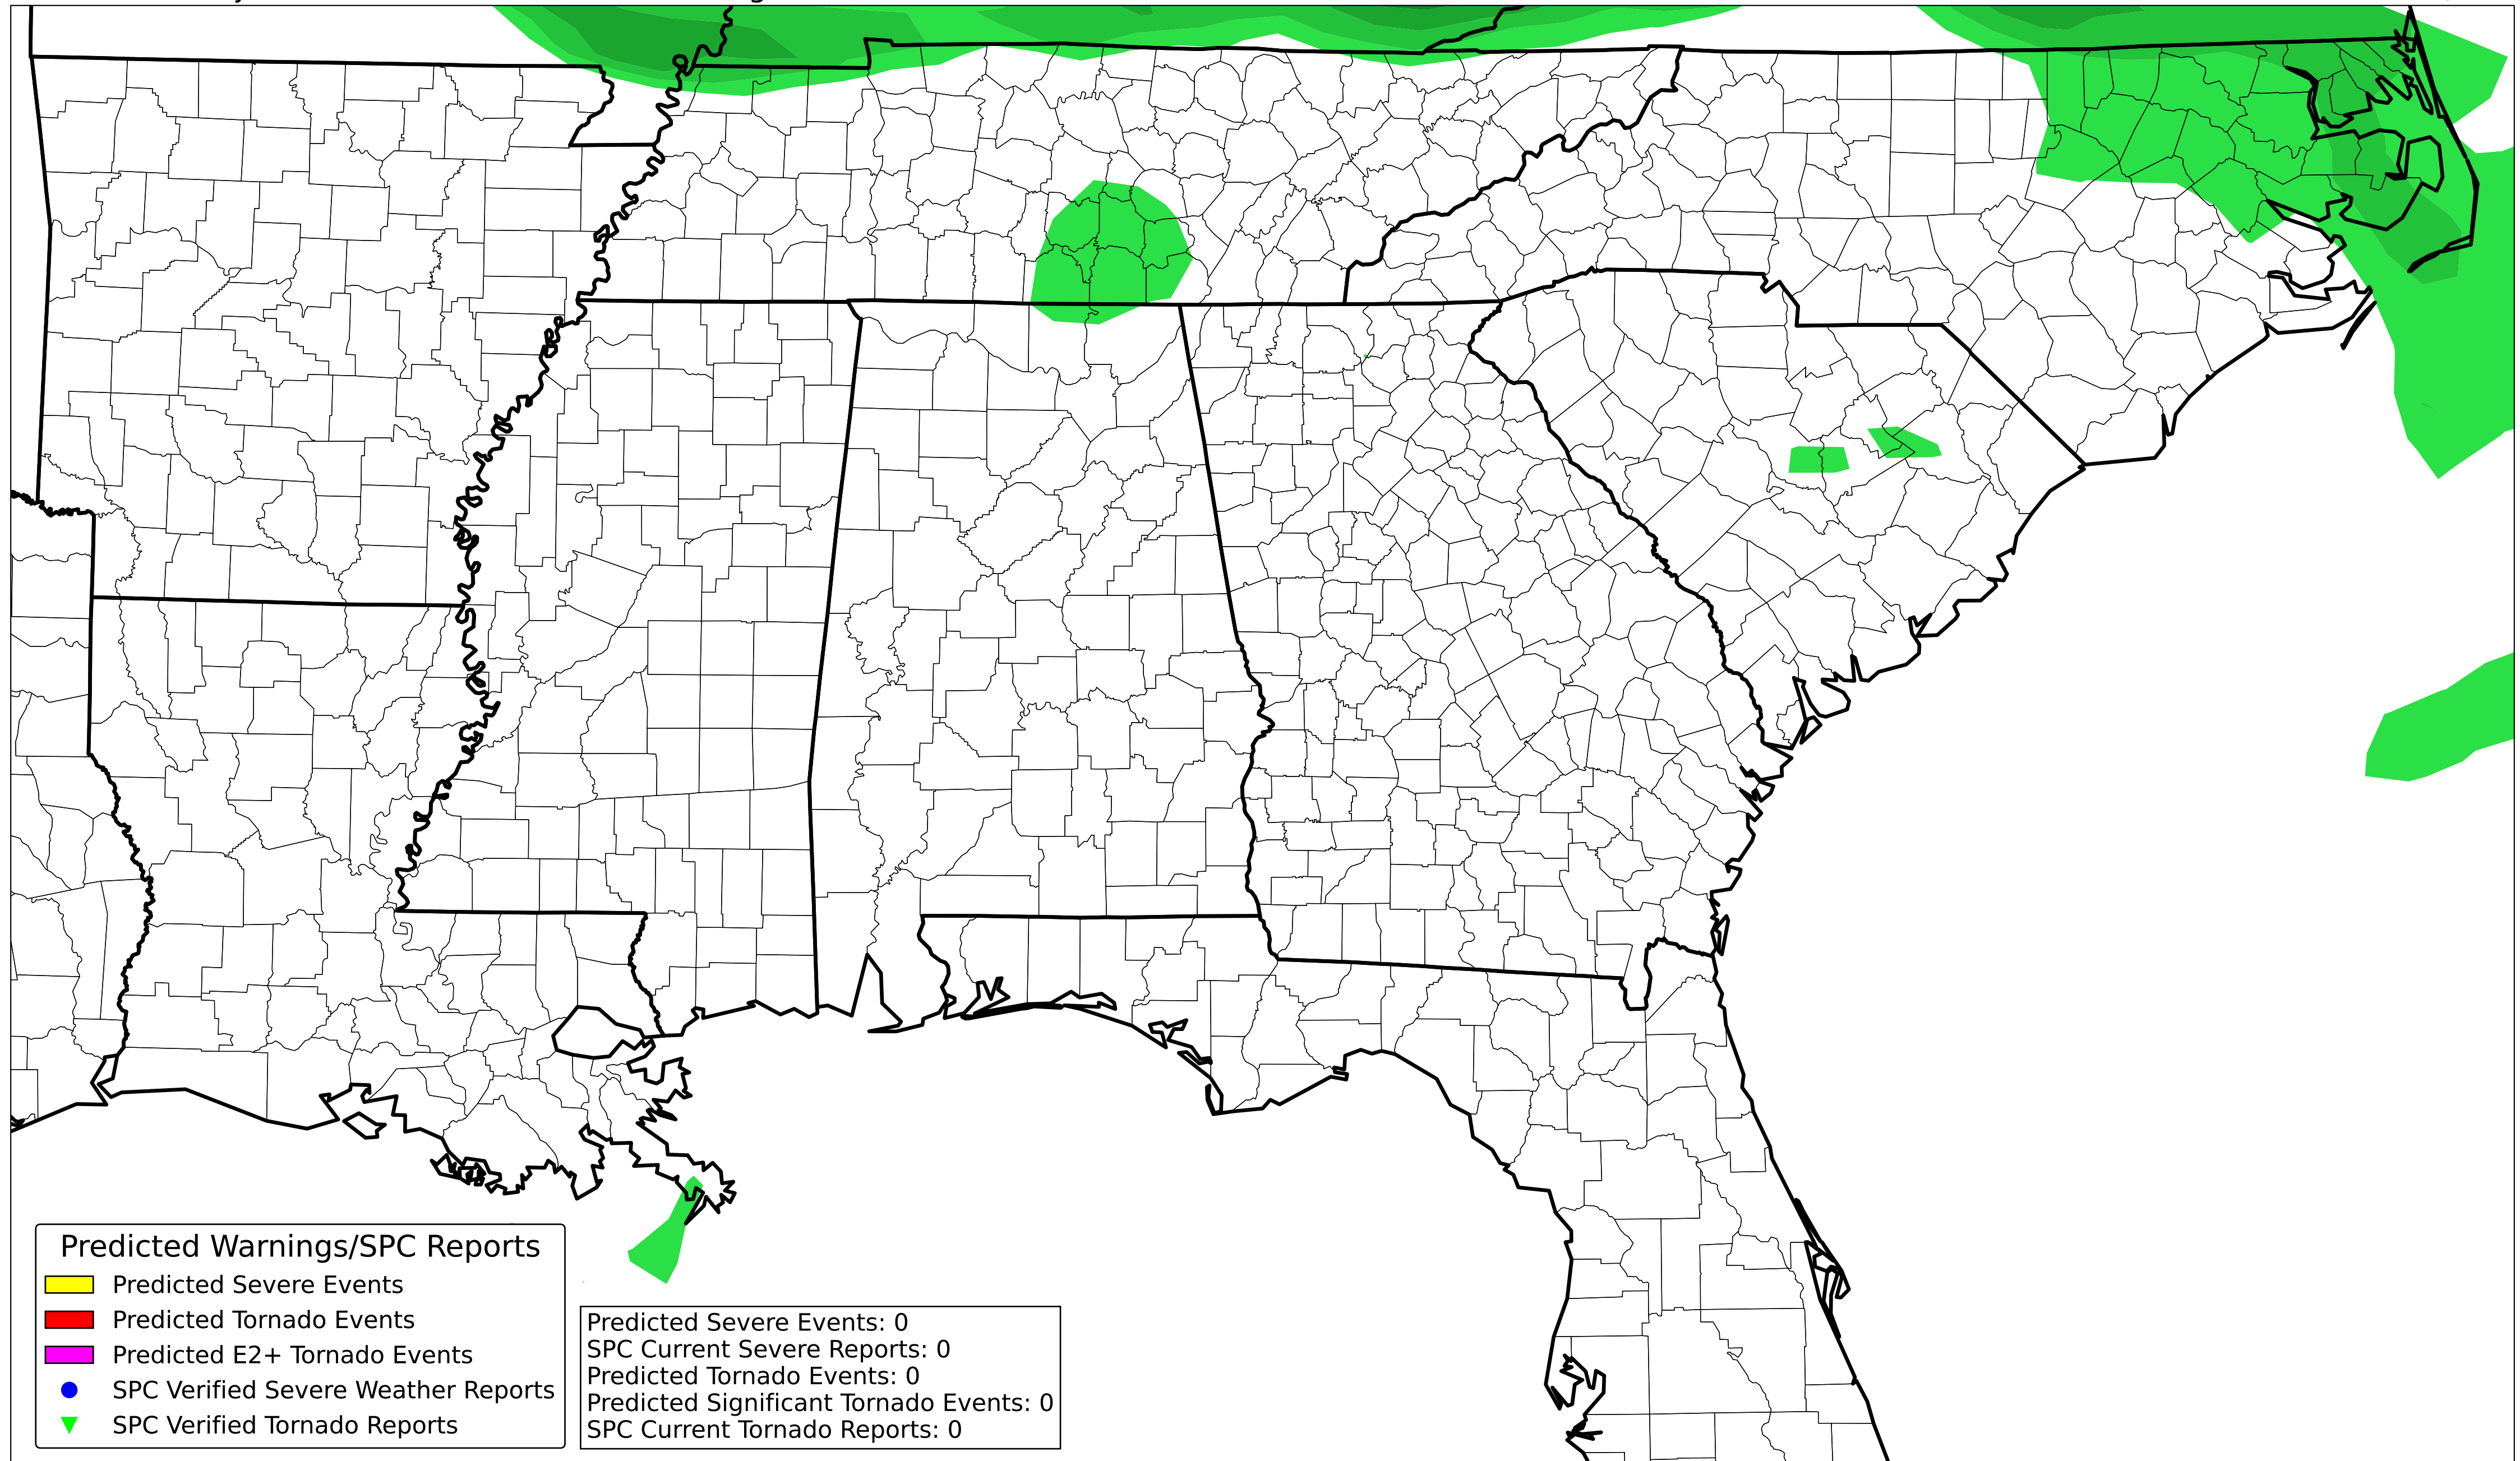 Predicted Warnings/SPC Reports
Predicted Severe Events
Predicted Tornado Events
Predicted E2+ Tornado Events
SPC Verified Severe Weather Reports
SPC Verified Tornado Reports
Predicted Severe Events: 0
SPC Current Severe Reports: 0
Predicted Tornado Events: 0
Predicted Significant Tornado Events: 0
SPC Current Tornado Reports: 0